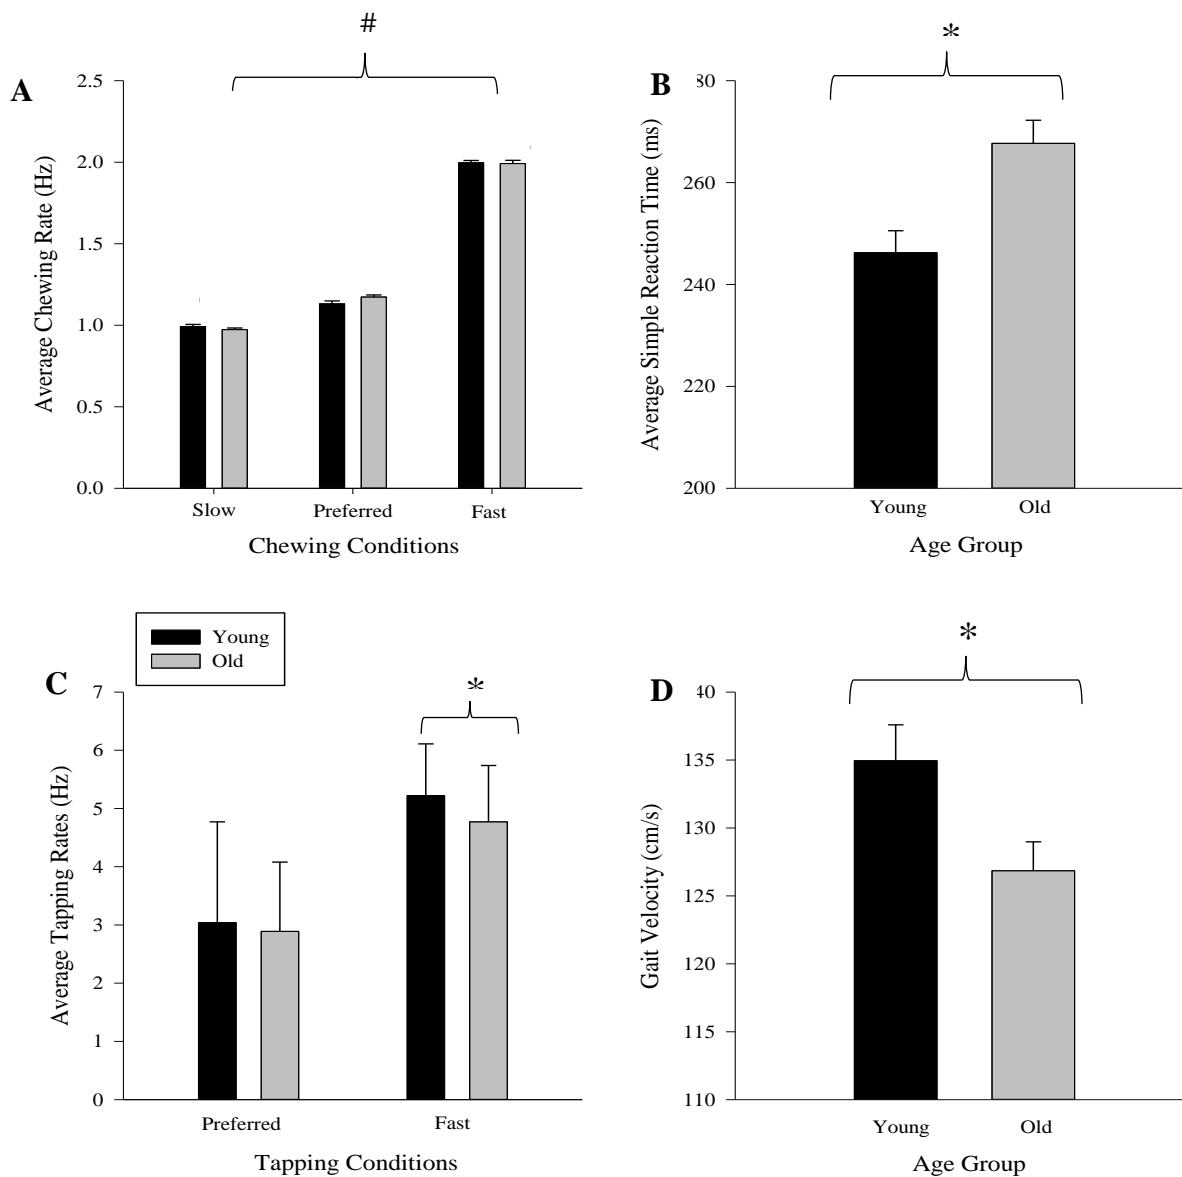 #
A
2.5
2.0
1.5
1.0
0.5
0.0
Average Chewing Rate (Hz)
Slow Preferred Fast
Chewing Conditions
*
B
80
260
240
220
200
Average Simple Reaction Time (ms)
Young Old
Age Group
Young
Old
C
*
7
6
5
4
3
2
1
0
Average Tapping Rates (Hz)
Preferred Fast
Tapping Conditions
*
D
40
135
130
125
120
115
110
Gait Velocity (cm/s)
Young Old
Age Group